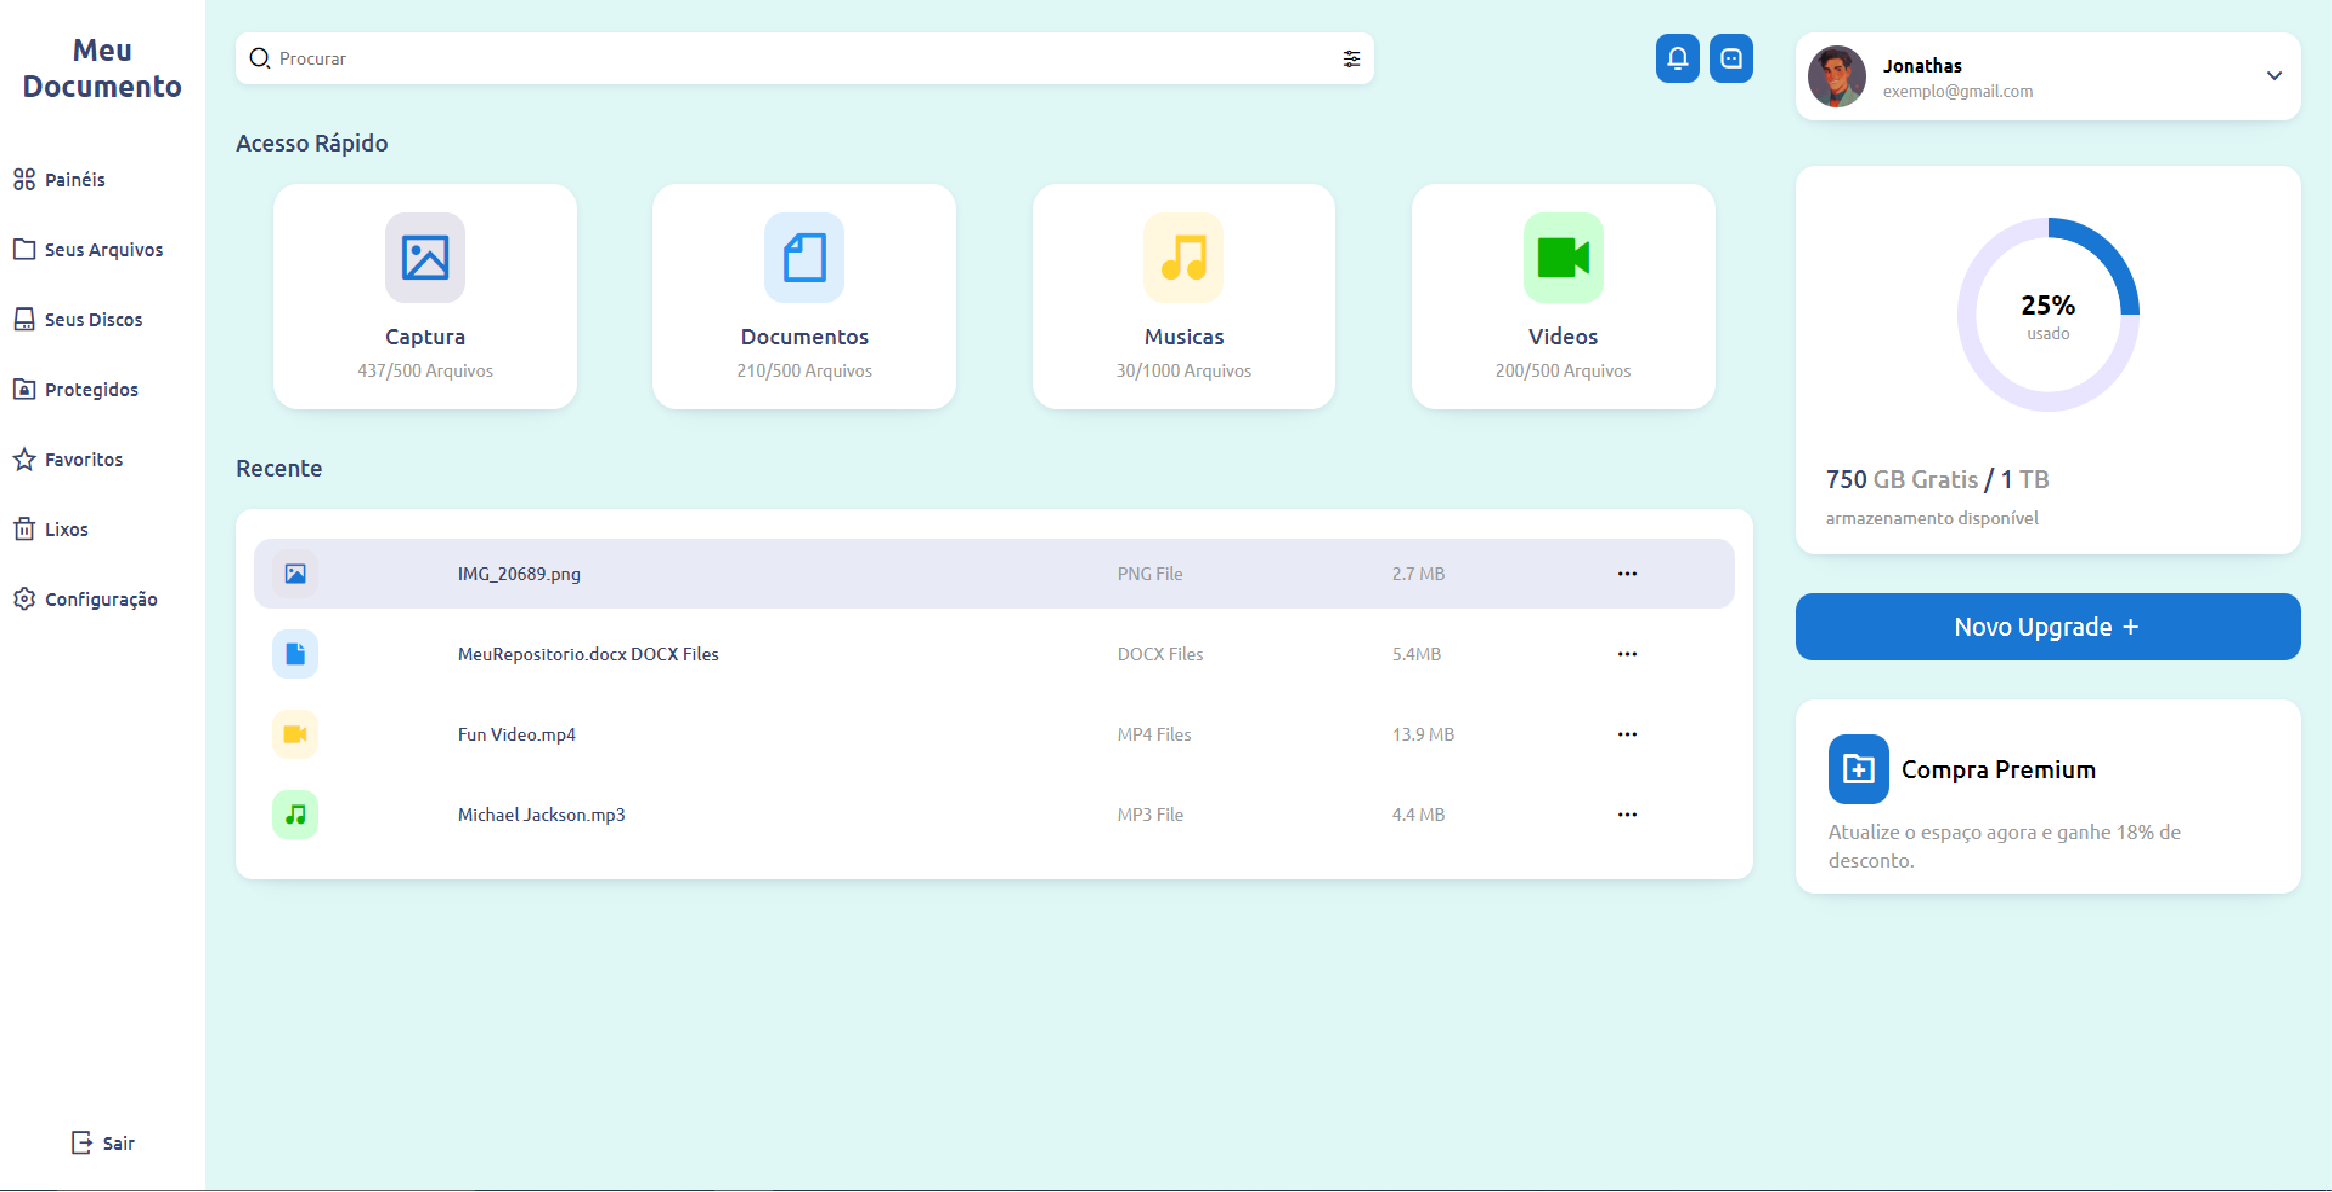 Meu
Documento
Painéis
Seus Arquivos
Seus Discos
Protegidos
Favoritos
Lixos
Configuração
Sair
Procurar
Acesso Rápido
Captura
437/500 Arquivos
Documentos
210/500 Arquivos
Musicas
30/1000 Arquivos
Videos
200/500 Arquivos
Recente
IMG_20689.png PNG File 2.7 MB
MeuRepositorio.docx DOCX Files DOCX Files 5.4MB
Fun Video.mp4 MP4 Files 13.9 MB
Michael Jackson.mp3 MP3 File 4.4 MB
Jonathas
exemplo@gmail.com
25%
usado
750 GB Gratis / 1 TB
armazenamento disponível
Novo Upgrade +
Compra Premium
Atualize o espaço agora e ganhe 18% de
desconto.